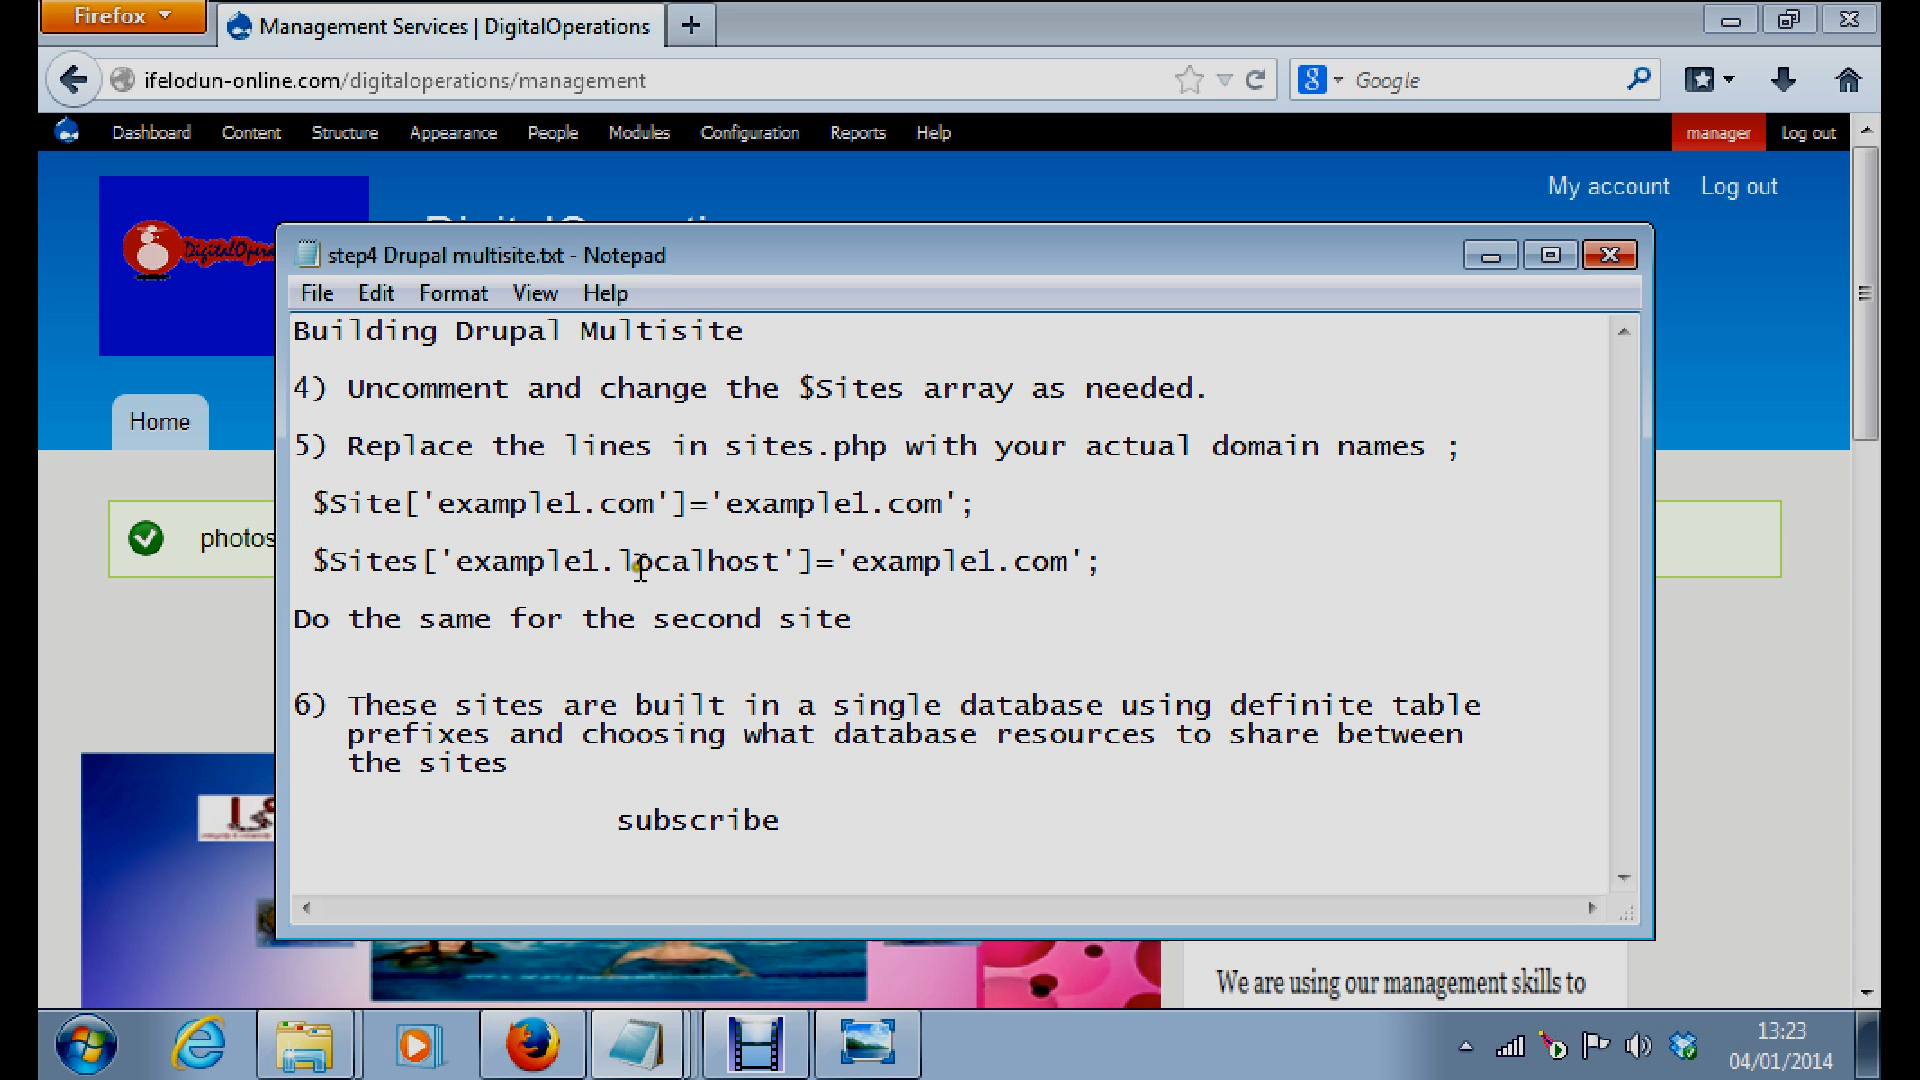 Firefox
Management Services | DigitalOperations
ifelodun-online.com/digitaloperations/management
Google
Dashboard Content Structure Appearance People Modules Configuration Reports Help manager Log out
My account Log out
step4 Drupal multisite.txt - Notepad
File Edit Format View Help
Building Drupal Multisite
4) Uncomment and change the $Sites array as needed.
Home
5) Replace the lines in sites.php with your actual domain names ;
$Site['example1.com']='example1.com';
photos
$Sites['example1.localhost']='example1.com';
Do the same for the second site
6) These sites are built in a single database using definite table
prefixes and choosing what database resources to share between
the sites
subscribe
We are using our management skills to
13:23
04/01/2014